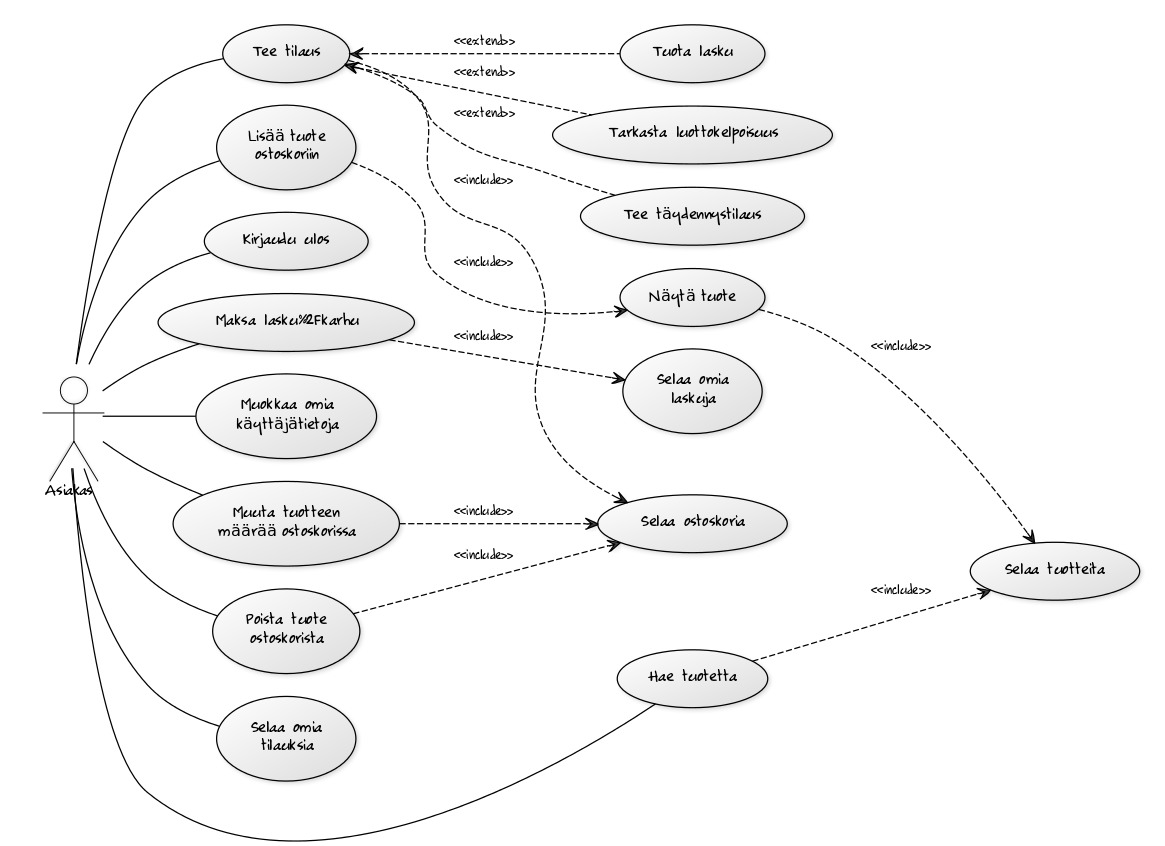 Tee tilaus
<<extend>>
Tuota lasku
<<extend>>
<<extend>>
Tarkasta luottokelpoisuus
Lisää tuote
ostoskoriin
<<include>>
Tee täydennystilaus
Kirjaudu ulos
<<include>>
Näytä tuote
Maksa lasku%2Fkarhu
<<include>>
<<include>>
Selaa omia
laskuja
Muokkaa omia
käyttäjätietoja
Asiakas
Muuta tuotteen
määrää ostoskorissa
<<include>>
Selaa ostoskoria
<<include>>
Selaa tuotteita
<<include>>
Poista tuote
ostoskorista
Hae tuotetta
Selaa omia
tilauksia